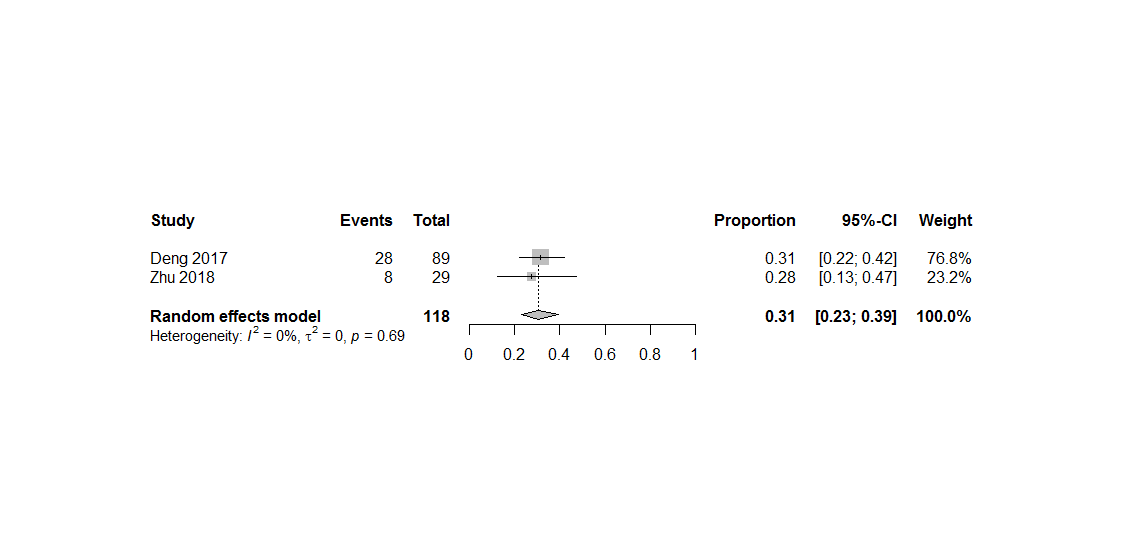 Study Events Total Proportion 95%-CI Weight
Deng 2017 28 89 0.31 [0.22; 0.42] 76.8%
Zhu 2018 8 29 0.28 [0.13; 0.47] 23.2%
Random effects model 118 0.31 [0.23; 0.39] 100.0%
Heterogeneity: I² = 0%, τ² = 0, p = 0.69
0 0.2 0.4 0.6 0.8 1